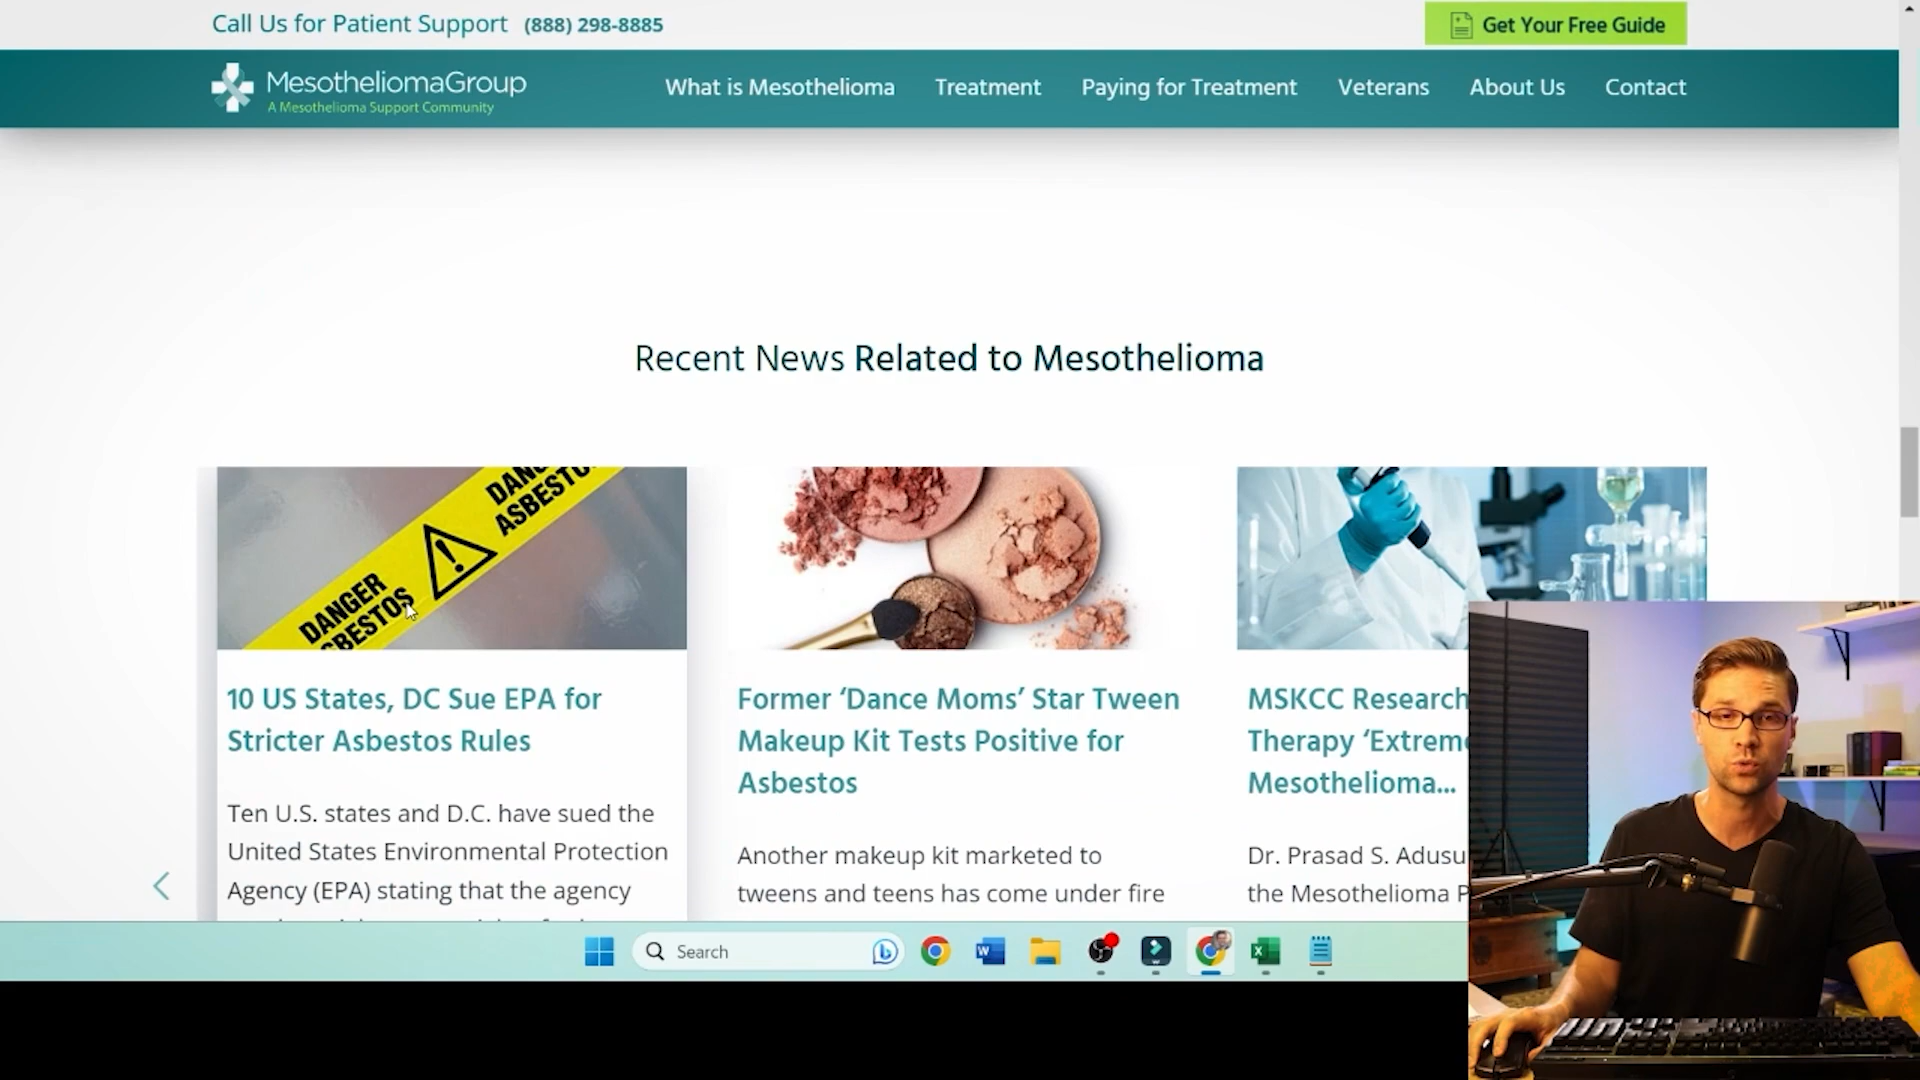 Call Us for Patient Support (888) 298-8885
Get Your Free Guide
MesotheliomaGroup
A Mesothelioma Support Community
What is Mesothelioma
Treatment
Paying for Treatment
Veterans
About Us
Contact
Recent News Related to Mesothelioma
DANGER
ASBESTOS
10 US States, DC Sue EPA for
Stricter Asbestos Rules
Ten U.S. states and D.C. have sued the
United States Environmental Protection
Agency (EPA) stating that the agency
Former ‘Dance Moms’ Star Tween
Makeup Kit Tests Positive for
Asbestos
Another makeup kit marketed to
tweens and teens has come under fire
MSKCC Research
Therapy ‘Extreme
Mesothelioma...
Dr. Prasad S. Adusu
the Mesothelioma P
Search